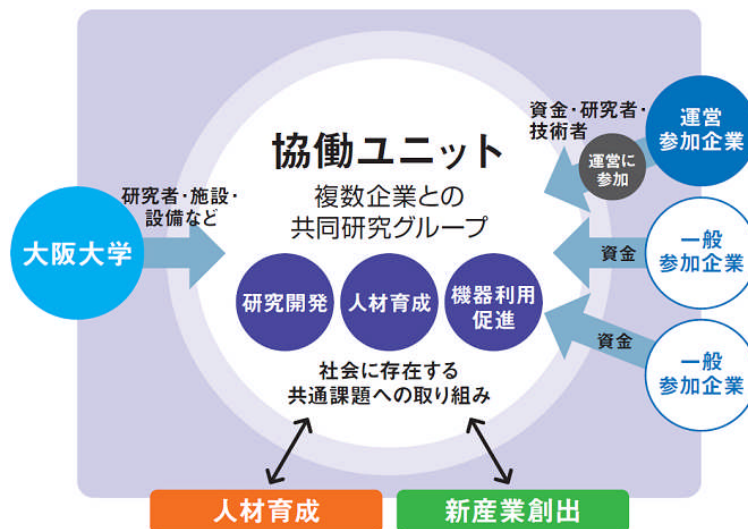 大阪大学
研究者・施設・
設備など
協働ユニット
複数企業との
共同研究グループ
研究開発
人材育成
機器利用
促進
社会に存在する
共通課題への取り組み
資金・研究者・
技術者
運営に
参加
運営
参加企業
資金
一般
参加企業
資金
一般
参加企業
人材育成
新産業創出